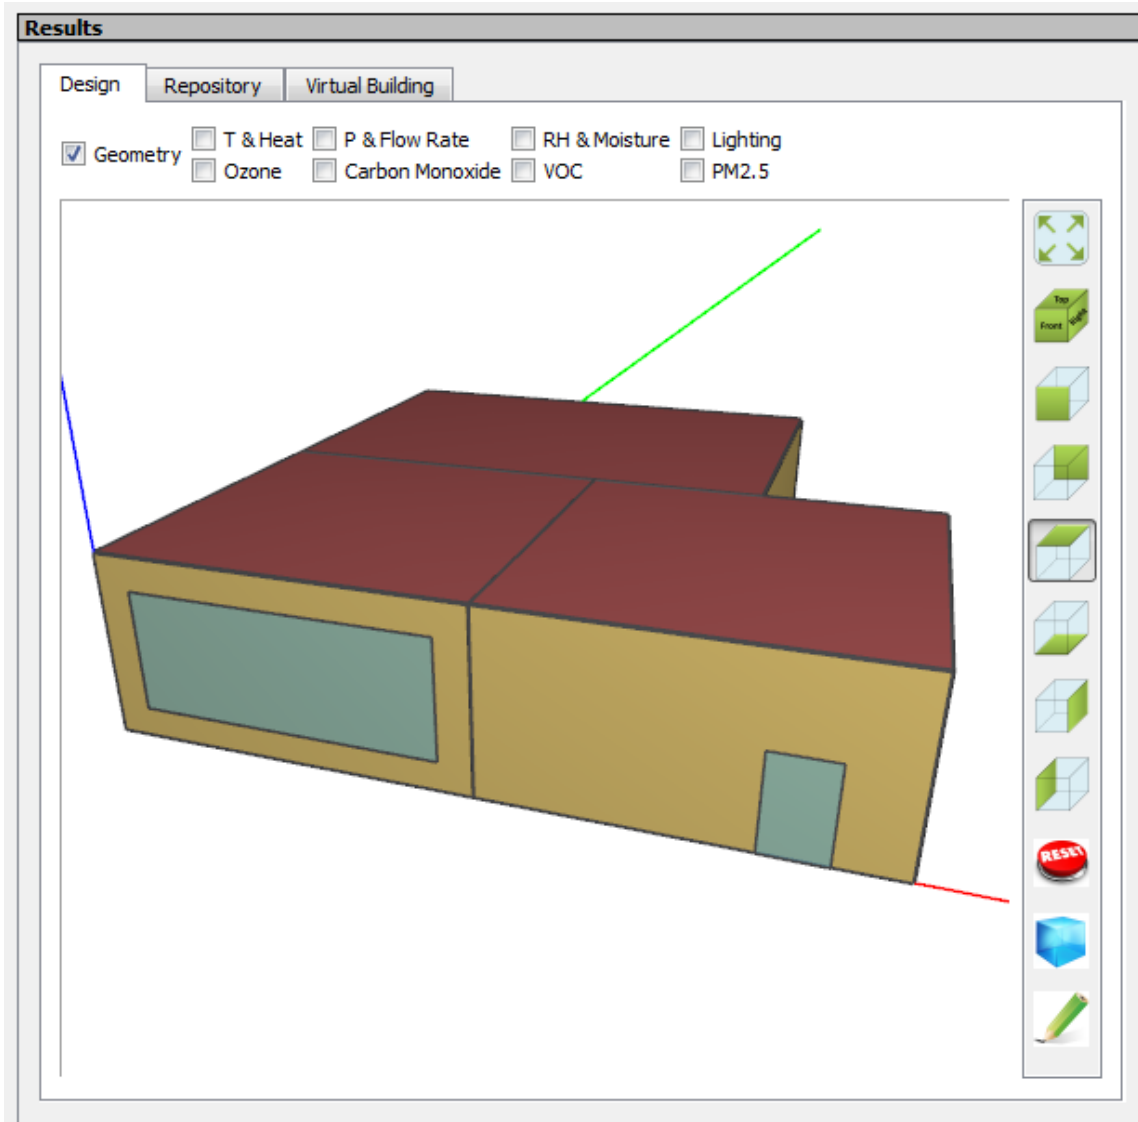 Results
Design Repository Virtual Building
Geometry
T & Heat P & Flow Rate RH & Moisture Lighting
Ozone Carbon Monoxide VOC PM2.5
Top
Front Right
RESET